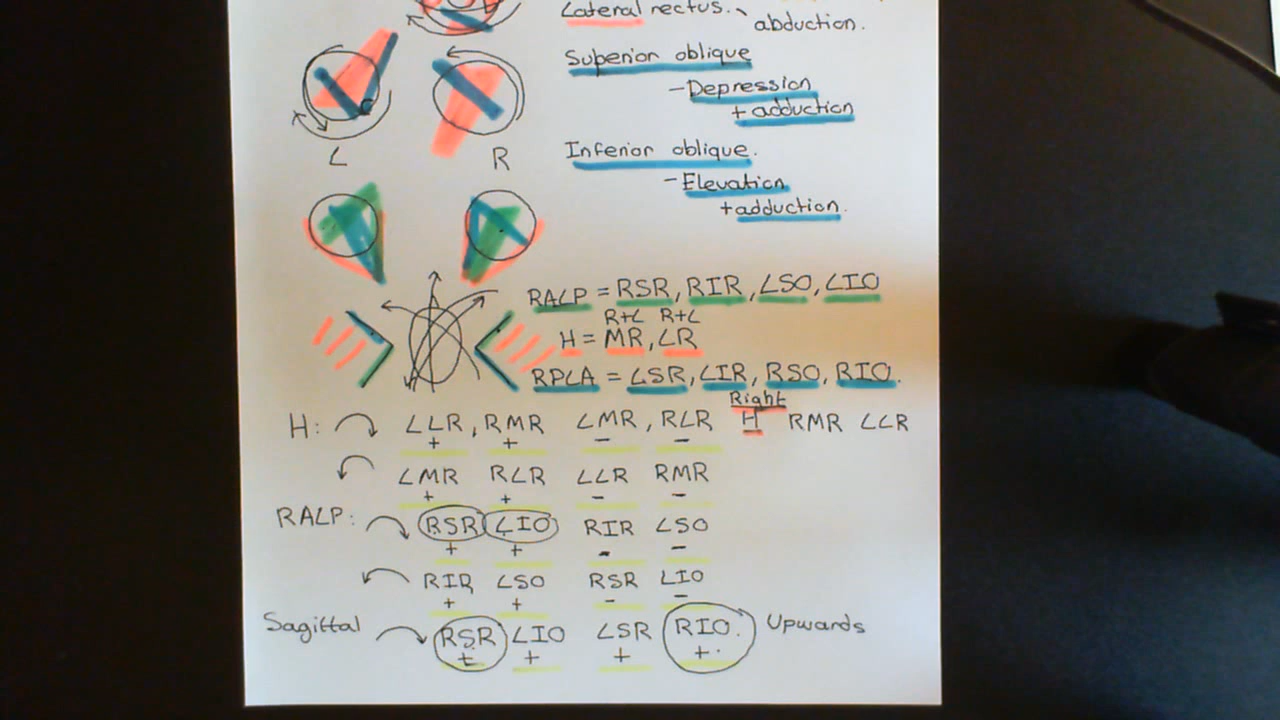 Lateral rectus.
abduction.
Superior oblique
- Depression
+ adduction
L R
Inferior oblique.
- Elevation
+ adduction.
RALP = RSR, RIR, LSO, LIO
R+L R+L
H = MR, LR
RPLA = LSR, LIR, RSO, RIO.
Right
H: LLR, RMR LMR, RLR H RMR LLR
+ + - -
LMR RLR LLR RMR
+ + - -
RALP: RSR LIO RIR LSO
+ + - -
RIR LSO RSR LIO
+ + - -
Sagittal RSR LIO LSR RIO. Upwards
+ + + +.